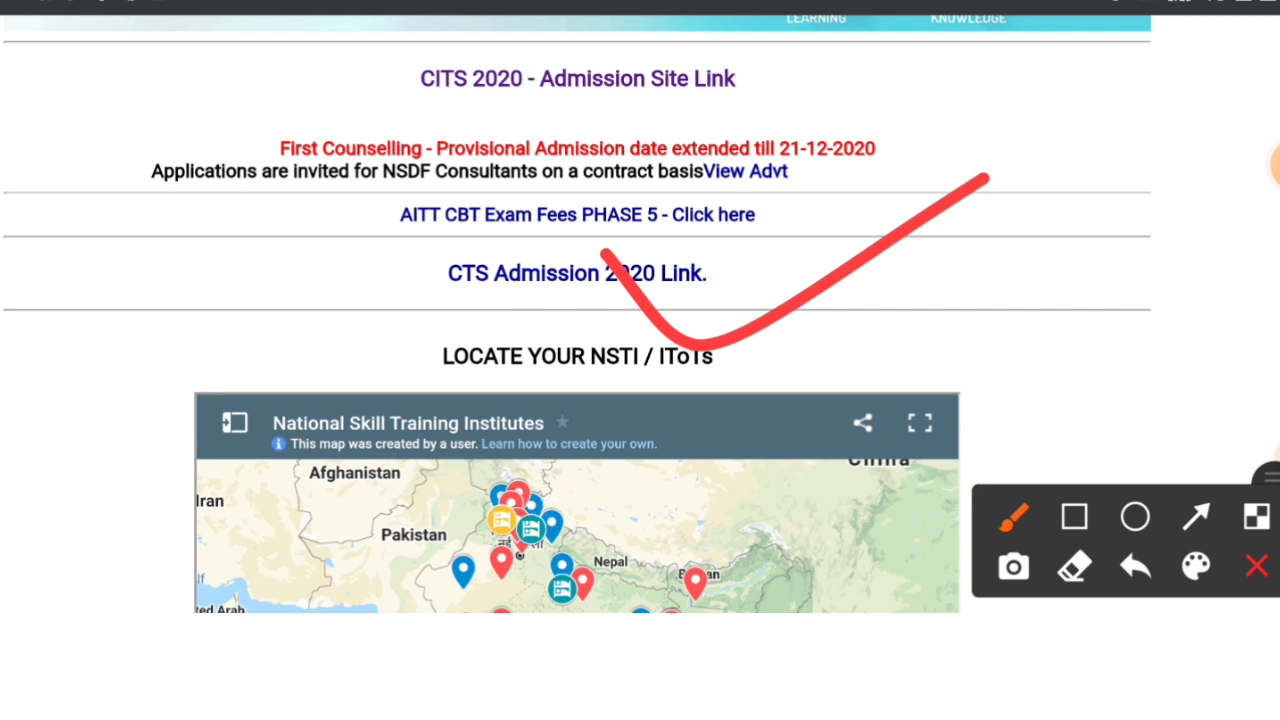 LEARNING
KNOWLEDGE
CITS 2020 - Admission Site Link
First Counselling - Provisional Admission date extended till 21-12-2020
Applications are invited for NSDF Consultants on a contract basisView Advt
AITT CBT Exam Fees PHASE 5 - Click here
CTS Admission 2020 Link.
LOCATE YOUR NSTI / IToTs
National Skill Training Institutes
This map was created by a user. Learn how to create your own.
China
Afghanistan
Iran
Pakistan
Nepal
ted Arab